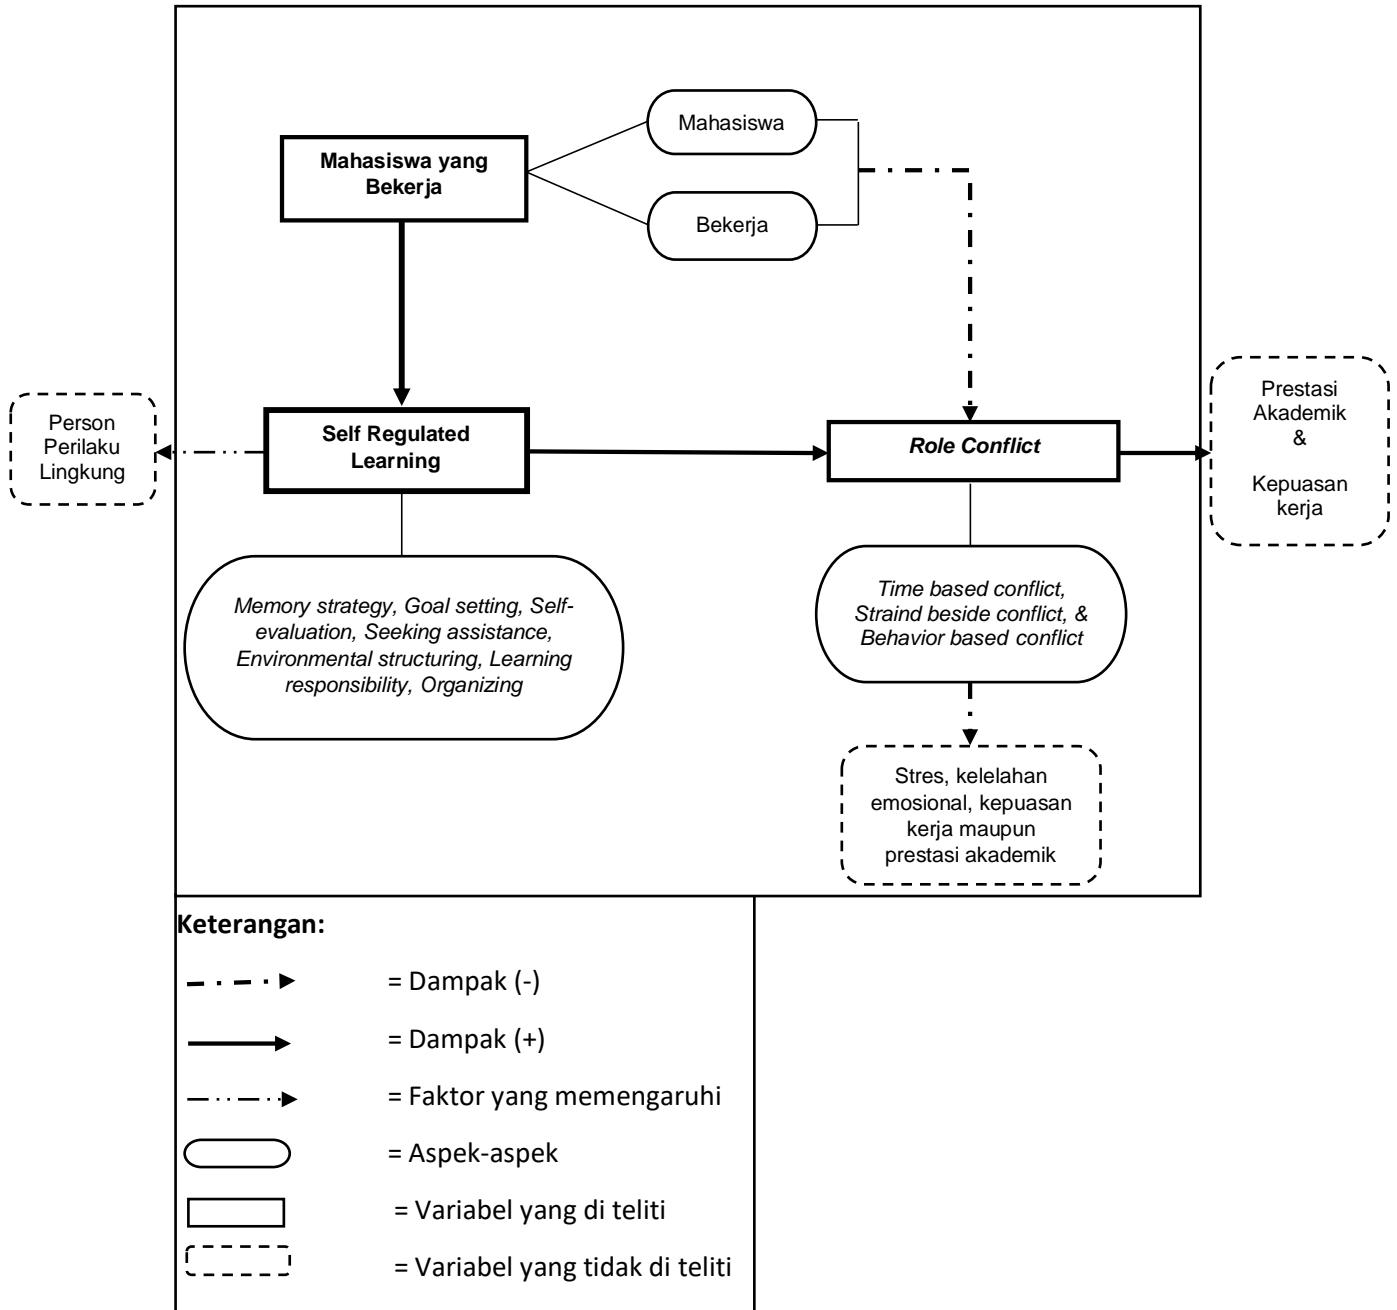 Mahasiswa
Mahasiswa yang
Bekerja
Bekerja
Person
Perilaku
Lingkung
Self Regulated
Learning
Role Conflict
Prestasi
Akademik
&
Kepuasan
kerja
Memory strategy, Goal setting, Self-
evaluation, Seeking assistance,
Environmental structuring, Learning
responsibility, Organizing
Time based conflict,
Straind beside conflict, &
Behavior based conflict
Stres, kelelahan
emosional, kepuasan
kerja maupun
prestasi akademik
Keterangan:
= Dampak (-)
= Dampak (+)
= Faktor yang memengaruhi
= Aspek-aspek
= Variabel yang di teliti
= Variabel yang tidak di teliti